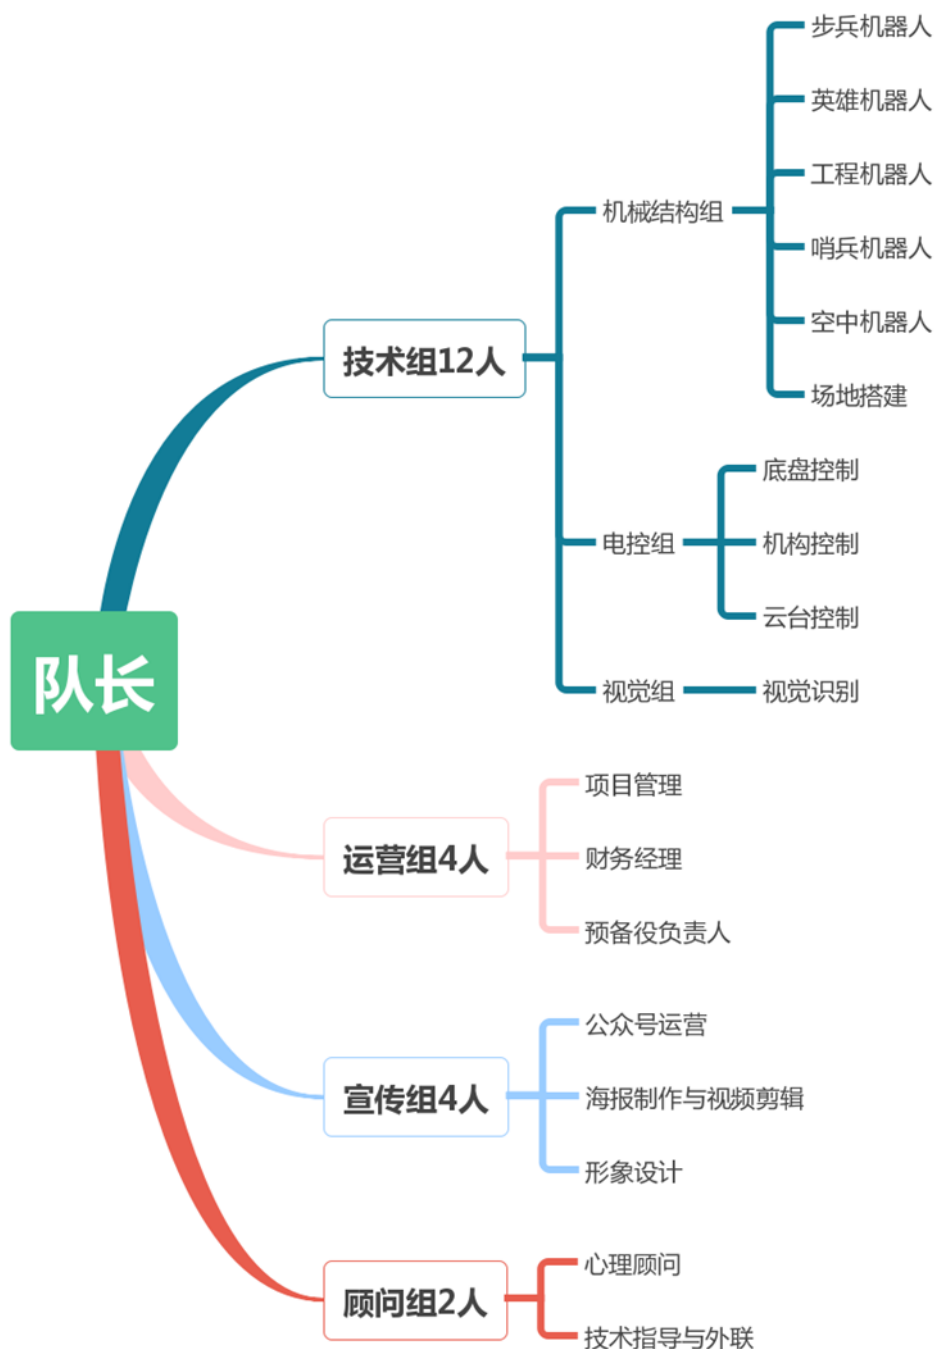 队长
技术组12人
机械结构组
步兵机器人
英雄机器人
工程机器人
哨兵机器人
空中机器人
场地搭建
电控组
底盘控制
机构控制
云台控制
视觉组
视觉识别
运营组4人
项目管理
财务经理
预备役负责人
宣传组4人
公众号运营
海报制作与视频剪辑
形象设计
顾问组2人
心理顾问
技术指导与外联